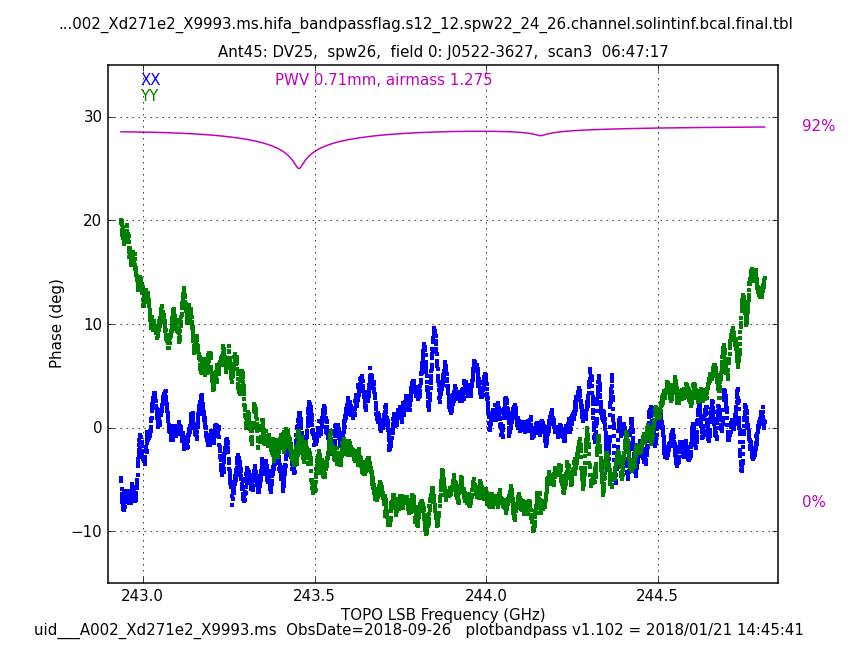 ...002_Xd271e2_X9993.ms.hifa_bandpassflag.s12_12.spw22_24_26.channel.solintinf.bcal.final.tbl
Ant45: DV25,  spw26,  field 0: J0522-3627,  scan3  06:47:17
XX
PWV 0.71mm, airmass 1.275
YY
92%
0%
30
20
10
0
−10
Phase (deg)
243.0 243.5 244.0 244.5
TOPO LSB Frequency (GHz)
uid___A002_Xd271e2_X9993.ms  ObsDate=2018-09-26   plotbandpass v1.102 = 2018/01/21 14:45:41